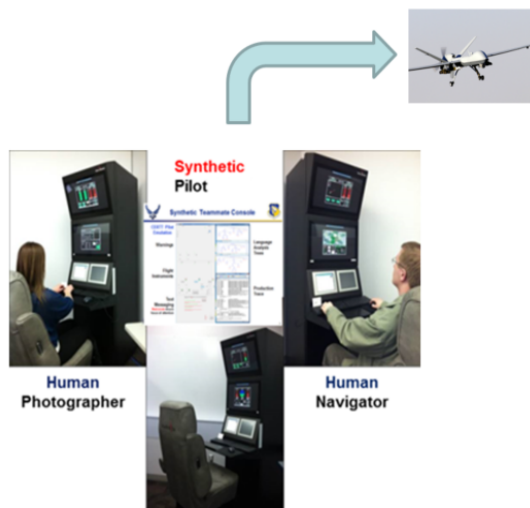 Synthetic
Pilot
Synthetic Teammate Console
Warnings
Language
Analysis
Trace
Flight
Instruments
Production
Trace
Text
Messaging
Human
Photographer
Human
Navigator